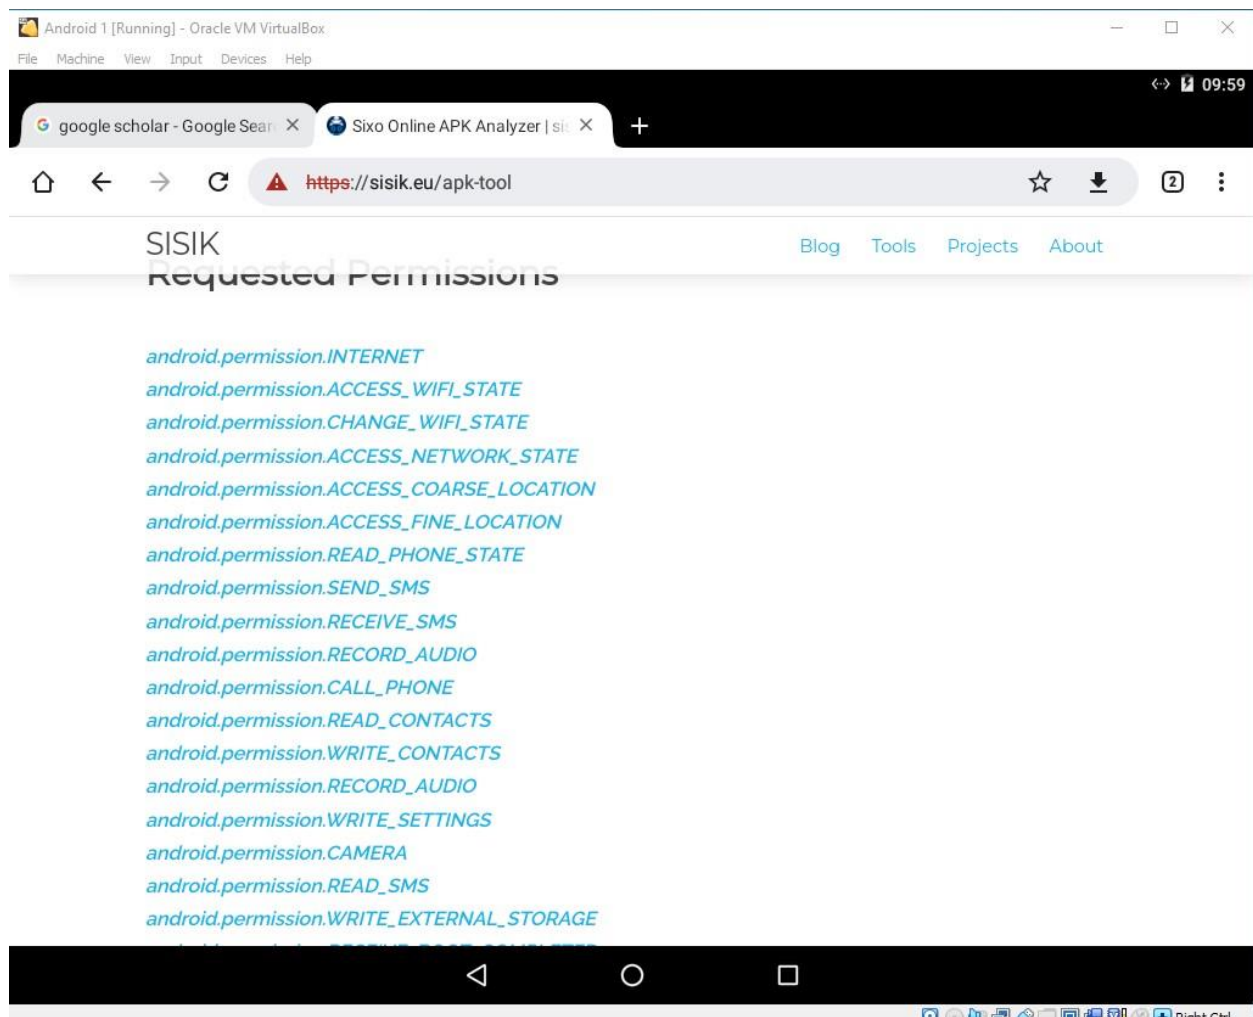 Android 1 [Running] - Oracle VM VirtualBox
File Machine View Input Devices Help
09:59
google scholar - Google Sear
Sixo Online APK Analyzer | sis
https://sisik.eu/apk-tool
2
SISIK
Blog Tools Projects About
Requested Permissions
android.permission.INTERNET
android.permission.ACCESS_WIFI_STATE
android.permission.CHANGE_WIFI_STATE
android.permission.ACCESS_NETWORK_STATE
android.permission.ACCESS_COARSE_LOCATION
android.permission.ACCESS_FINE_LOCATION
android.permission.READ_PHONE_STATE
android.permission.SEND_SMS
android.permission.RECEIVE_SMS
android.permission.RECORD_AUDIO
android.permission.CALL_PHONE
android.permission.READ_CONTACTS
android.permission.WRITE_CONTACTS
android.permission.RECORD_AUDIO
android.permission.WRITE_SETTINGS
android.permission.CAMERA
android.permission.READ_SMS
android.permission.WRITE_EXTERNAL_STORAGE
Right Ctrl